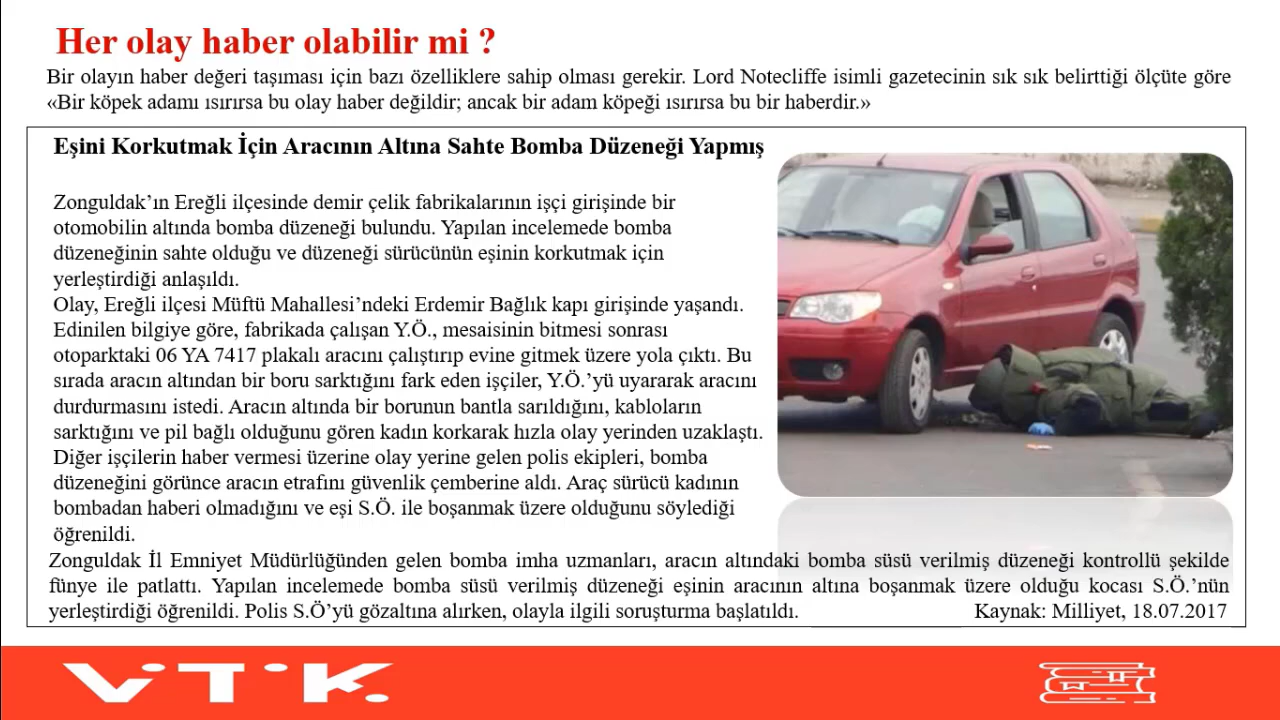 Her olay haber olabilir mi ?
Bir olayın haber değeri taşıması için bazı özelliklere sahip olması gerekir. Lord Notecliffe isimli gazetecinin sık sık belirttiği ölçüte göre
«Bir köpek adamı ısırırsa bu olay haber değildir; ancak bir adam köpeği ısırırsa bu bir haberdir.»
Eşini Korkutmak İçin Aracının Altına Sahte Bomba Düzeneği Yapmış
Zonguldak’ın Ereğli ilçesinde demir çelik fabrikalarının işçi girişinde bir
otomobilin altında bomba düzeneği bulundu. Yapılan incelemede bomba
düzeneğinin sahte olduğu ve düzeneği sürücünün eşinin korkutmak için
yerleştirdiği anlaşıldı.
Olay, Ereğli ilçesi Müftü Mahallesi’ndeki Erdemir Bağlık kapı girişinde yaşandı.
Edinilen bilgiye göre, fabrikada çalışan Y.Ö., mesaisinin bitmesi sonrası
otoparktaki 06 YA 7417 plakalı aracını çalıştırıp evine gitmek üzere yola çıktı. Bu
sırada aracın altından bir boru sarktığını fark eden işçiler, Y.Ö.’yü uyararak aracını
durdurmasını istedi. Aracın altında bir borunun bantla sarıldığını, kabloların
sarktığını ve pil bağlı olduğunu gören kadın korkarak hızla olay yerinden uzaklaştı.
Diğer işçilerin haber vermesi üzerine olay yerine gelen polis ekipleri, bomba
düzeneğini görünce aracın etrafını güvenlik çemberine aldı. Araç sürücü kadının
bombadan haberi olmadığını ve eşi S.Ö. ile boşanmak üzere olduğunu söylediği
öğrenildi.
Zonguldak İl Emniyet Müdürlüğünden gelen bomba imha uzmanları, aracın altındaki bomba süsü verilmiş düzeneği kontrollü şekilde
fünye ile patlattı. Yapılan incelemede bomba süsü verilmiş düzeneği eşinin aracının altına boşanmak üzere olduğu kocası S.Ö.’nün
yerleştirdiği öğrenildi. Polis S.Ö’yü gözaltına alırken, olayla ilgili soruşturma başlatıldı. Kaynak: Milliyet, 18.07.2017
ViTiK.